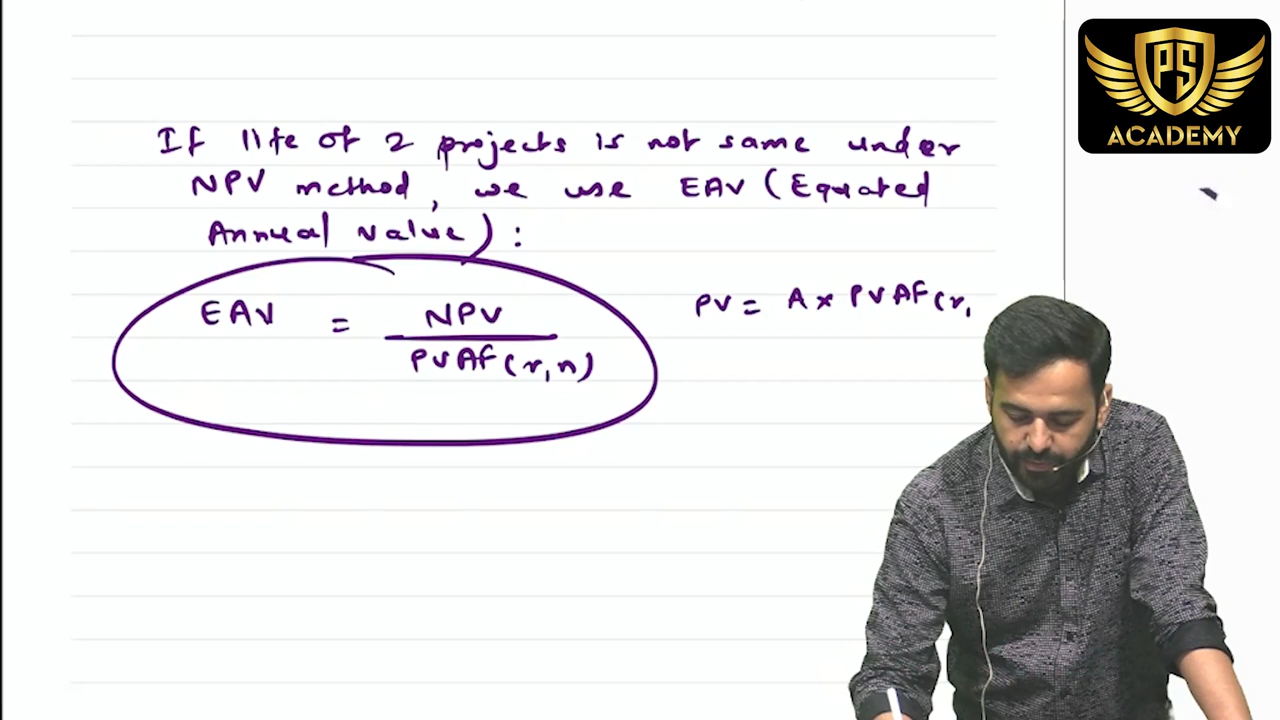 If life of 2 projects is not same under
NPV method, we use EAV (Equated
Annual value) :
EAV = NPV / PVAF(r,n)
PV = A x PVAF(r,
PS
ACADEMY